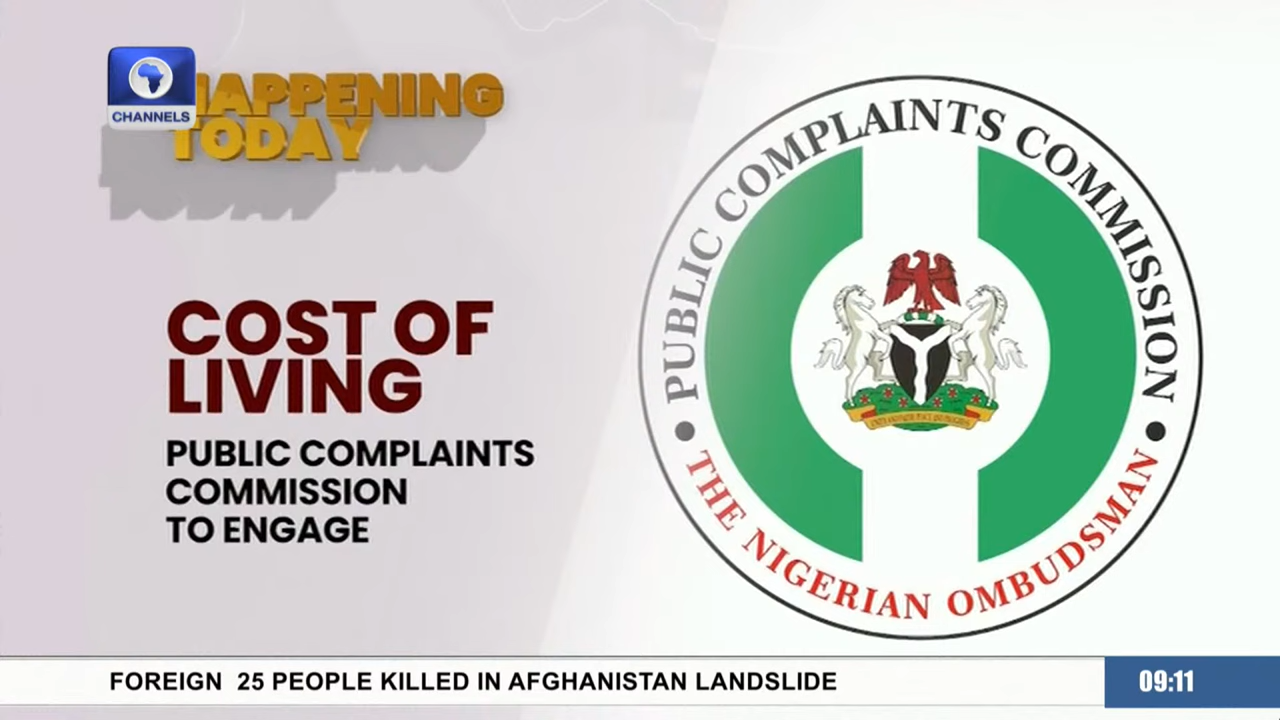 CHANNELS
HAPPENING
TODAY
COST OF
LIVING
PUBLIC COMPLAINTS
COMMISSION
TO ENGAGE
PUBLIC COMPLAINTS COMMISSION
THE NIGERIAN OMBUDSMAN
FOREIGN 25 PEOPLE KILLED IN AFGHANISTAN LANDSLIDE
09:11